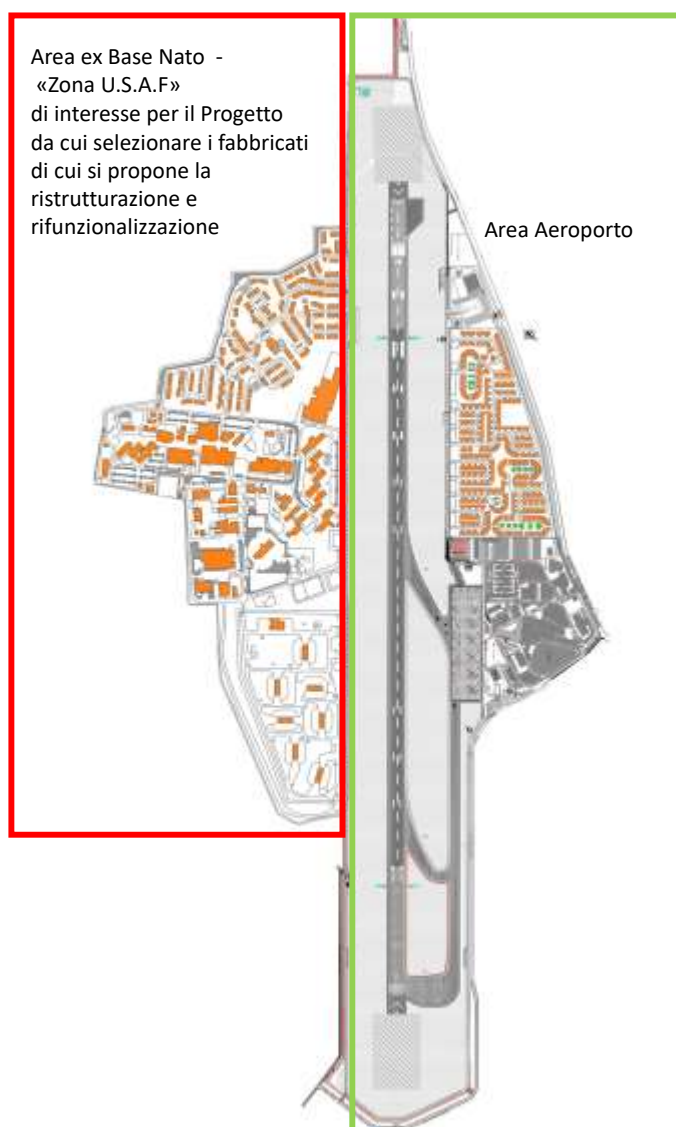 Area ex Base Nato -
«Zona U.S.A.F»
di interesse per il Progetto
da cui selezionare i fabbricati
di cui si propone la
ristrutturazione e
rifunzionalizzazione
Area Aeroporto